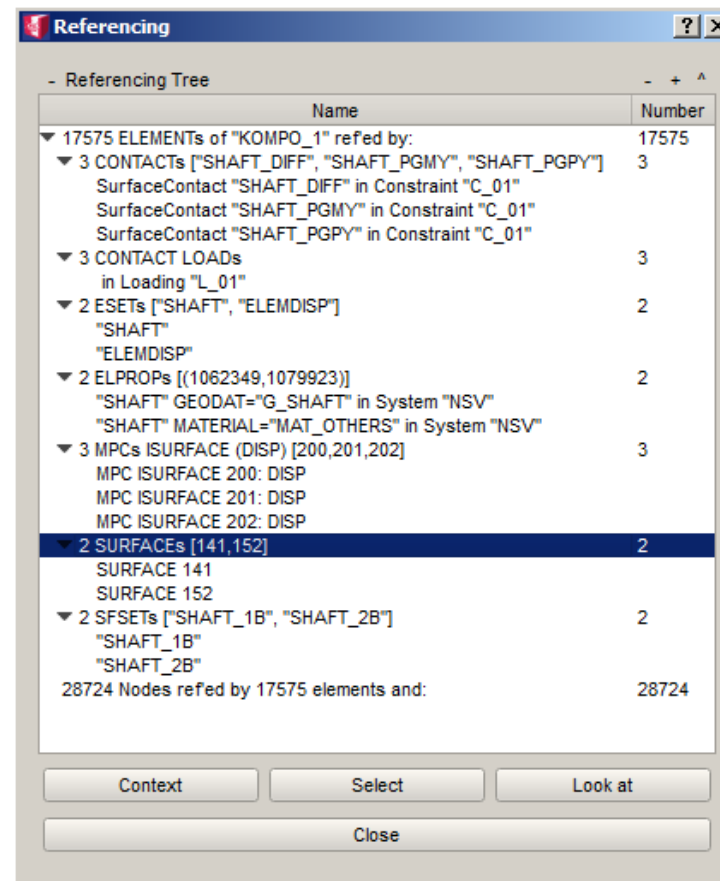 Referencing
- Referencing Tree - + ^
Name Number
17575 ELEMENTs of "KOMPO_1" ref'ed by: 17575
3 CONTACTs ["SHAFT_DIFF", "SHAFT_PGMY", "SHAFT_PGPY"] 3
SurfaceContact "SHAFT_DIFF" in Constraint "C_01"
SurfaceContact "SHAFT_PGMY" in Constraint "C_01"
SurfaceContact "SHAFT_PGPY" in Constraint "C_01"
3 CONTACT LOADs 3
in Loading "L_01"
2 ESETs ["SHAFT", "ELEMDISP"] 2
"SHAFT"
"ELEMDISP"
2 ELPROPs [(1062349,1079923)] 2
"SHAFT" GEODAT="G_SHAFT" in System "NSV"
"SHAFT" MATERIAL="MAT_OTHERS" in System "NSV"
3 MPCs ISURFACE (DISP) [200,201,202] 3
MPC ISURFACE 200: DISP
MPC ISURFACE 201: DISP
MPC ISURFACE 202: DISP
2 SURFACEs [141,152] 2
SURFACE 141
SURFACE 152
2 SFSETs ["SHAFT_1B", "SHAFT_2B"] 2
"SHAFT_1B"
"SHAFT_2B"
28724 Nodes ref'ed by 17575 elements and: 28724
Context Select Look at
Close